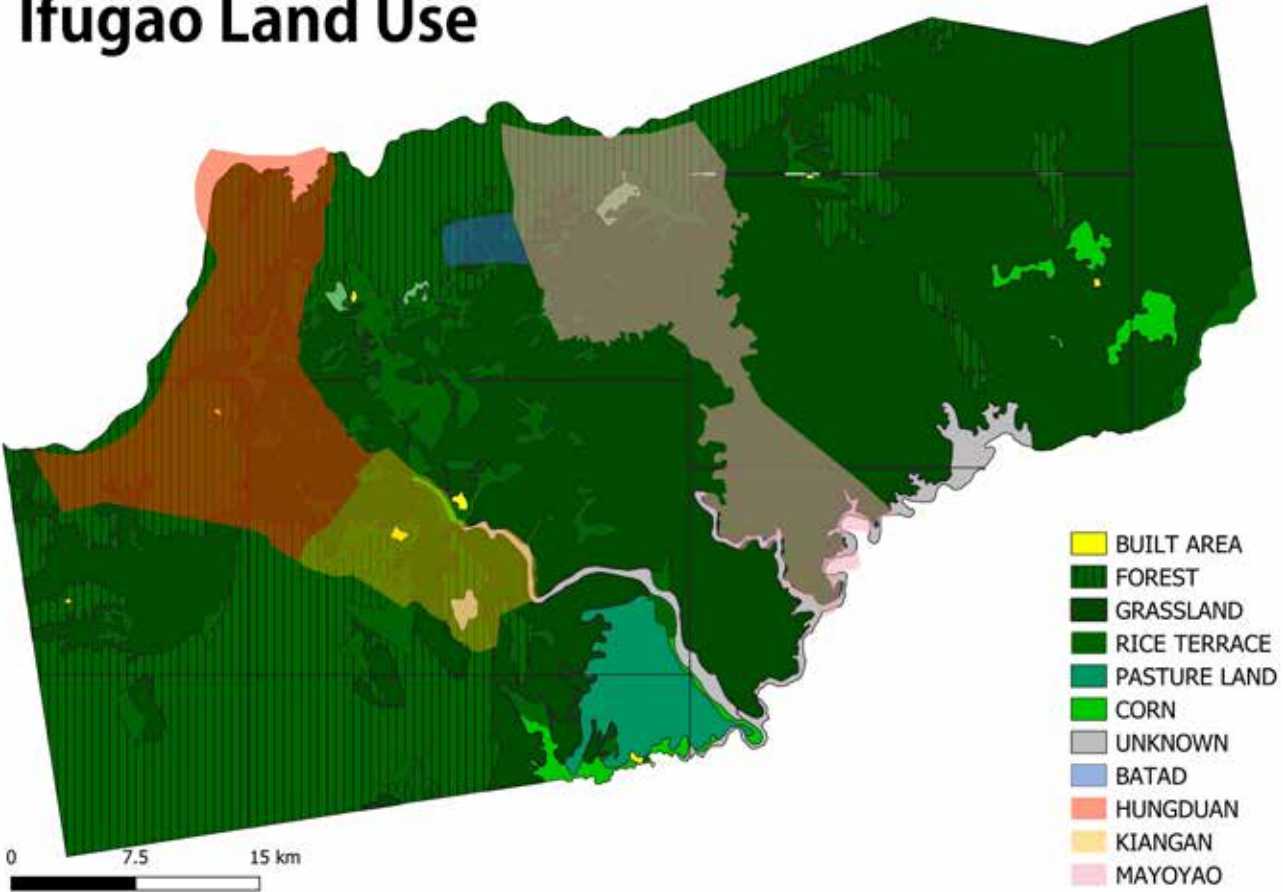 Ifugao Land Use
BUILT AREA
FOREST
GRASSLAND
RICE TERRACE
PASTURE LAND
CORN
UNKNOWN
BATAD
HUNGDUAN
KIANGAN
MAYOYAO
0 7.5 15 km